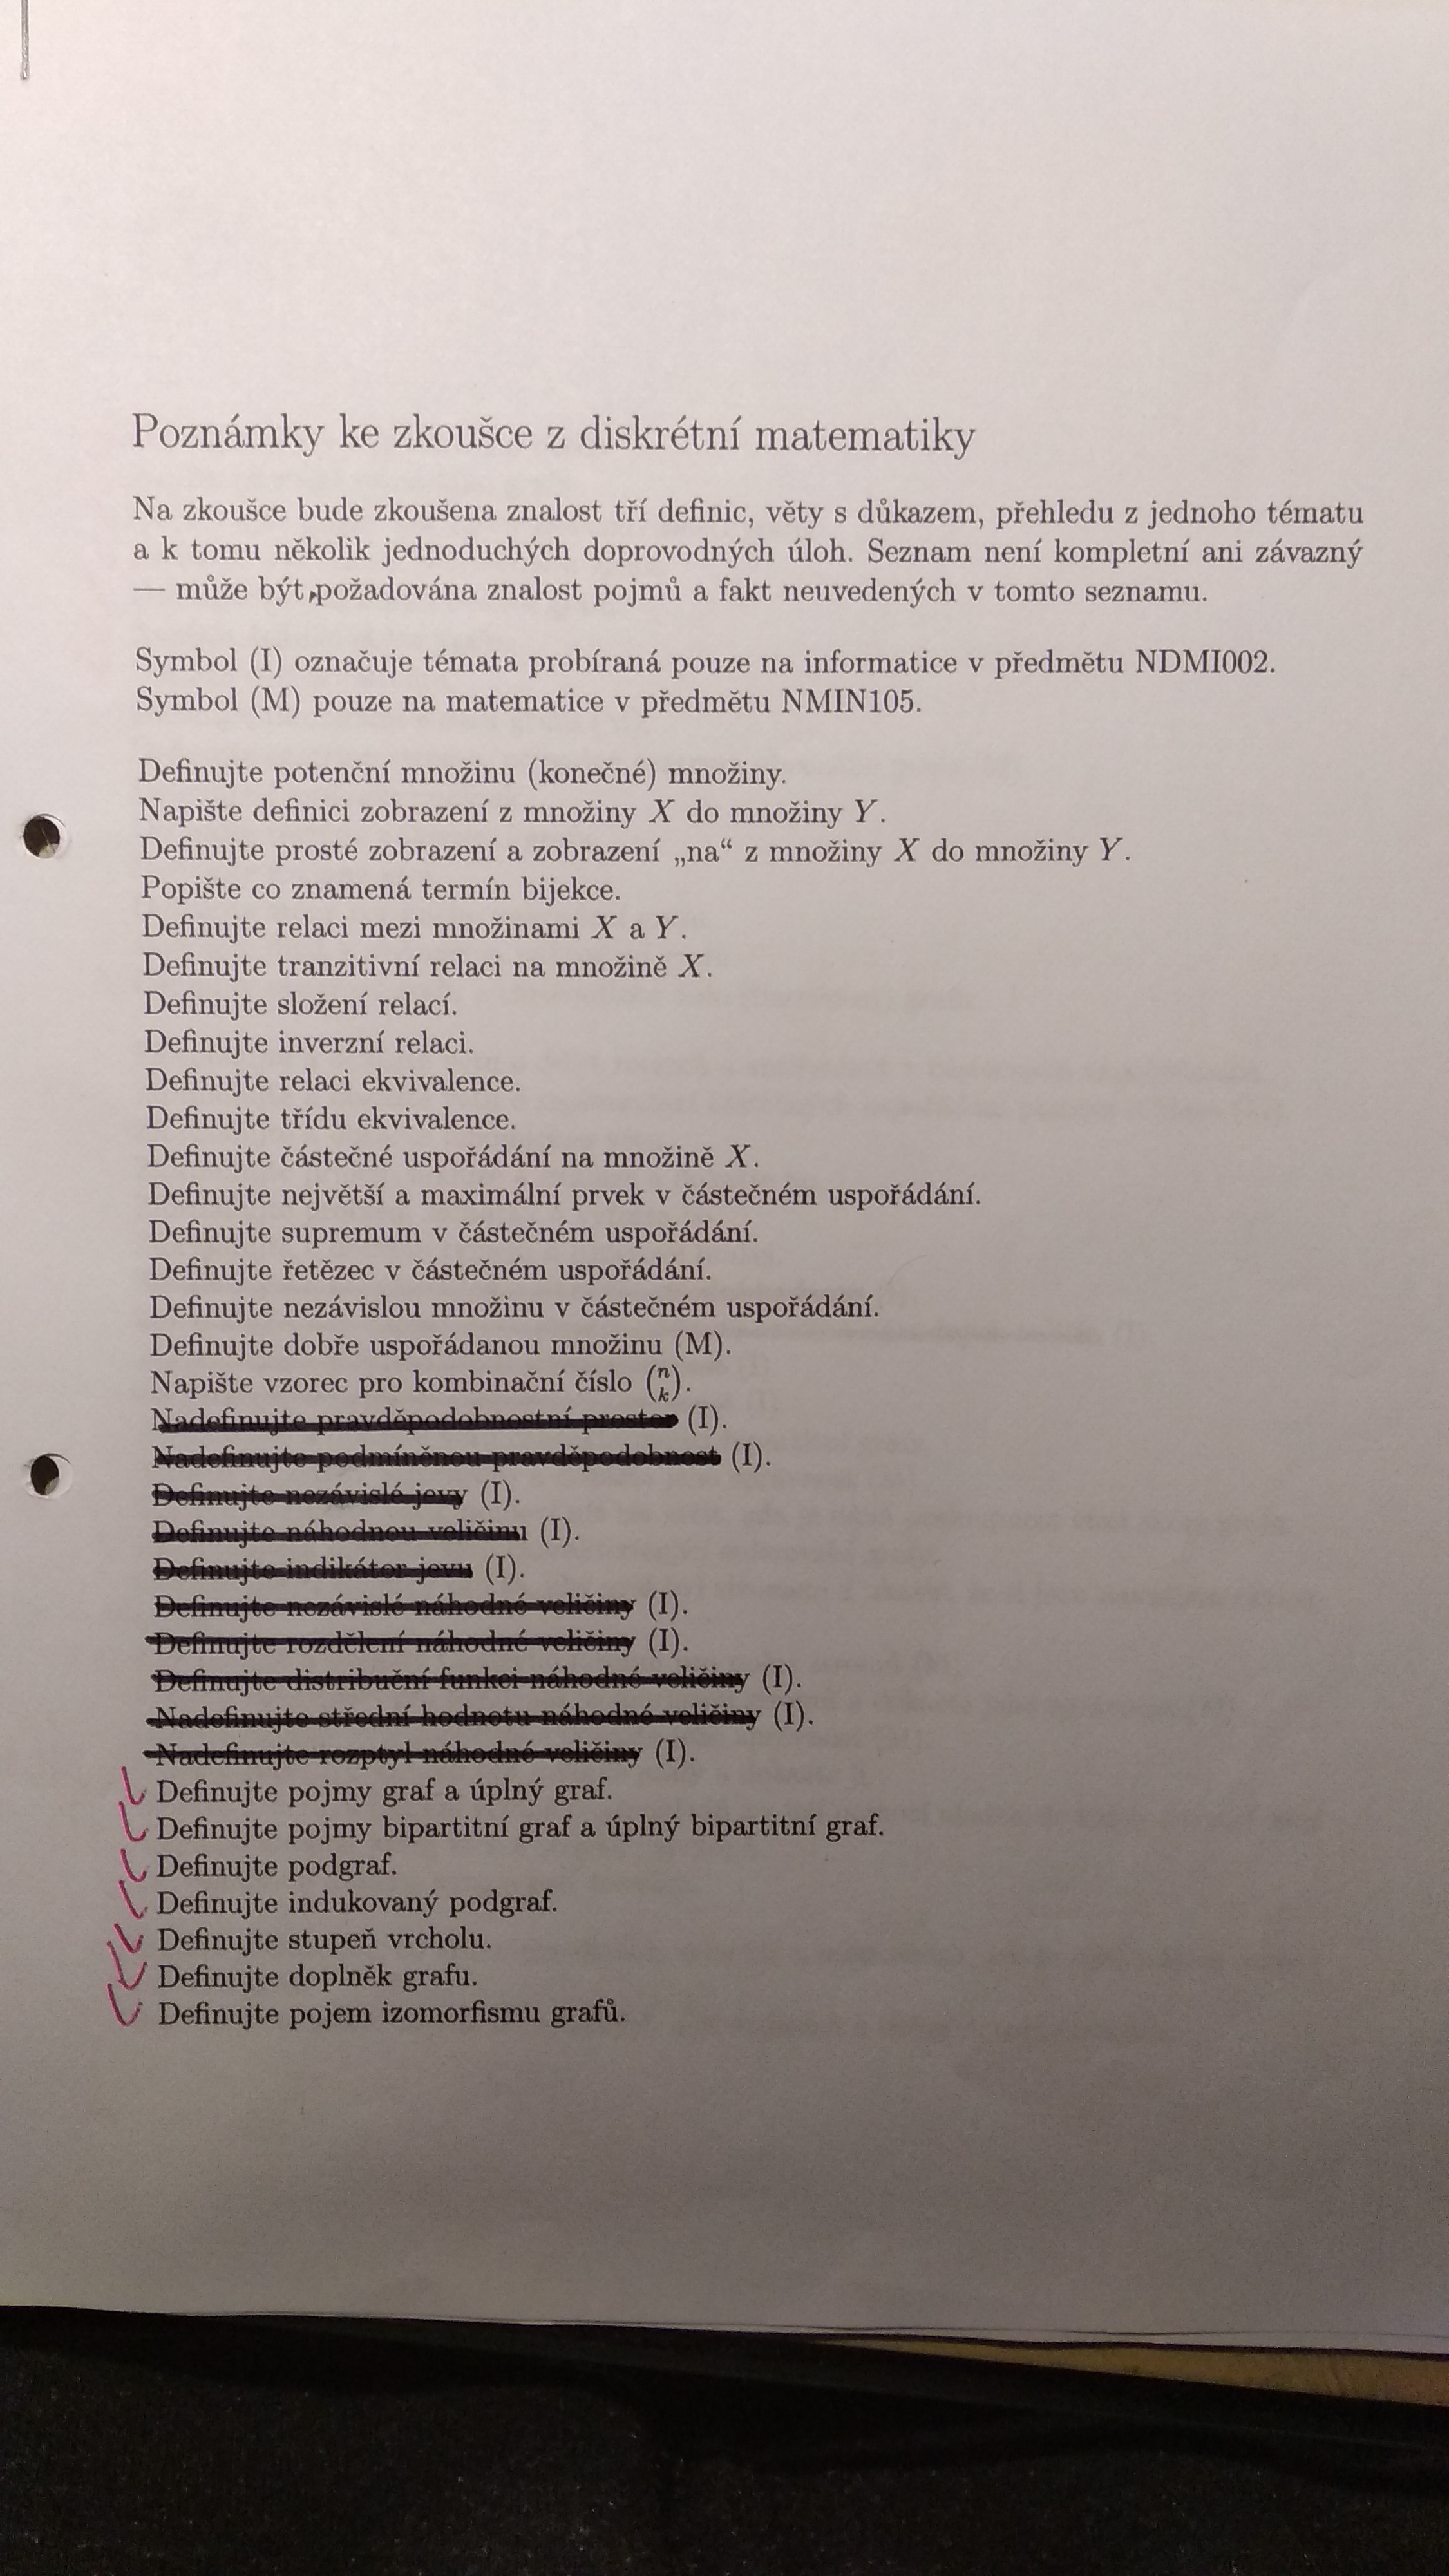 Poznámky ke zkoušce z diskrétní matematiky
Na zkoušce bude zkoušena znalost tří definic, věty s důkazem, přehledu z jednoho tématu
a k tomu několik jednoduchých doprovodných úloh. Seznam není kompletní ani závazný
— může být požadována znalost pojmů a fakt neuvedených v tomto seznamu.
Symbol (I) označuje témata probíraná pouze na informatice v předmětu NDMI002.
Symbol (M) pouze na matematice v předmětu NMIN105.
Definujte potenční množinu (konečné) množiny.
Napište definici zobrazení z množiny X do množiny Y.
Definujte prosté zobrazení a zobrazení „na“ z množiny X do množiny Y.
Popište co znamená termín bijekce.
Definujte relaci mezi množinami X a Y.
Definujte tranzitivní relaci na množině X.
Definujte složení relací.
Definujte inverzní relaci.
Definujte relaci ekvivalence.
Definujte třídu ekvivalence.
Definujte částečné uspořádání na množině X.
Definujte největší a maximální prvek v částečném uspořádání.
Definujte supremum v částečném uspořádání.
Definujte řetězec v částečném uspořádání.
Definujte nezávislou množinu v částečném uspořádání.
Definujte dobře uspořádanou množinu (M).
Napište vzorec pro kombinační číslo (n k).
Nadefinujte pravděpodobnostní prostor (I).
Nadefinujte podmíněnou pravděpodobnost (I).
Definujte nezávislé jevy (I).
Definujte náhodnou veličinu (I).
Definujte indikátor jevu (I).
Definujte nezávislé náhodné veličiny (I).
Definujte rozdělení náhodné veličiny (I).
Definujte distribuční funkci náhodné veličiny (I).
Nadefinujte střední hodnotu náhodné veličiny (I).
Nadefinujte rozptyl náhodné veličiny (I).
Definujte pojmy graf a úplný graf.
Definujte pojmy bipartitní graf a úplný bipartitní graf.
Definujte podgraf.
Definujte indukovaný podgraf.
Definujte stupeň vrcholu.
Definujte doplněk grafu.
Definujte pojem izomorfismu grafů.